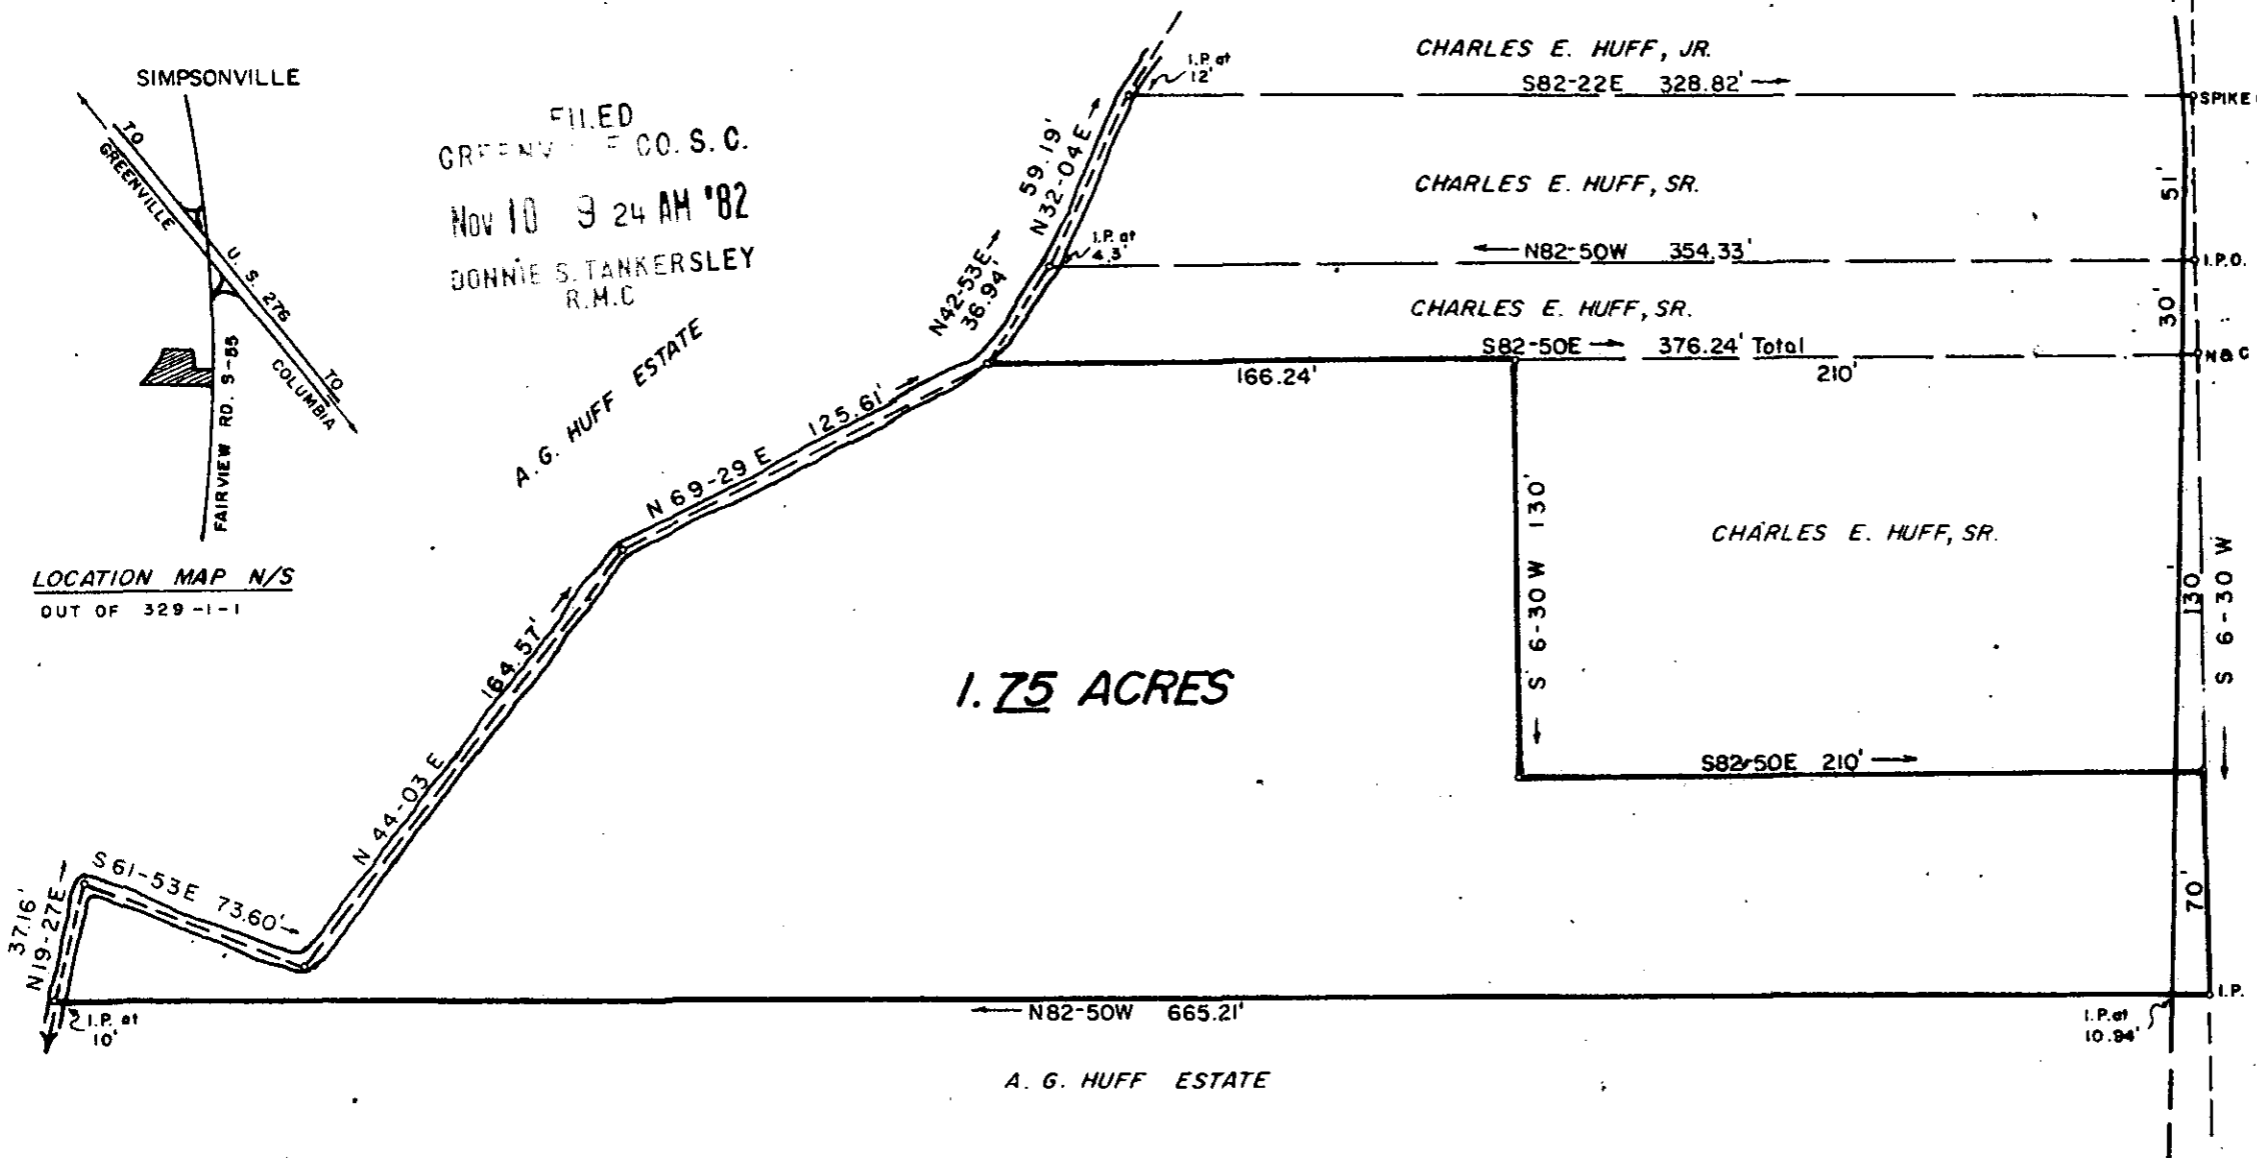 SIMPSONVILLE
TO
GREENVILLE
U. S. 276
TO
COLUMBIA
FAIRVIEW RD. S-55
LOCATION MAP N/S
OUT OF 329-1-1
FILED
CO. S. C.
Nov 10 9 24 AM '82
DONNIE S. TANKERSLEY
R.M.C
A. G. HUFF ESTATE
CHARLES E. HUFF, JR.
I.P. at
12'
S82-22E 328.82'
SPIKE
59.19'
N32-04E
CHARLES E. HUFF, SR.
51'
I.P. at
4.3'
N82-50W 354.33'
I.P.O.
N42-53E
36.94'
CHARLES E. HUFF, SR.
30'
S82-50E 376.24' Total
N&C
166.24'
210'
N 69-29 E 125.61'
S 6-30 W 130'
CHARLES E. HUFF, SR.
130'
S 6-30 W
N 44-03 E 164.57'
1.75 ACRES
S82-50E 210'
S 61-53E 73.60'
37.16'
N19-27E
70'
I.P. at
10'
N82-50W 665.21'
I.P. at
10.94'
I.P.
A. G. HUFF ESTATE